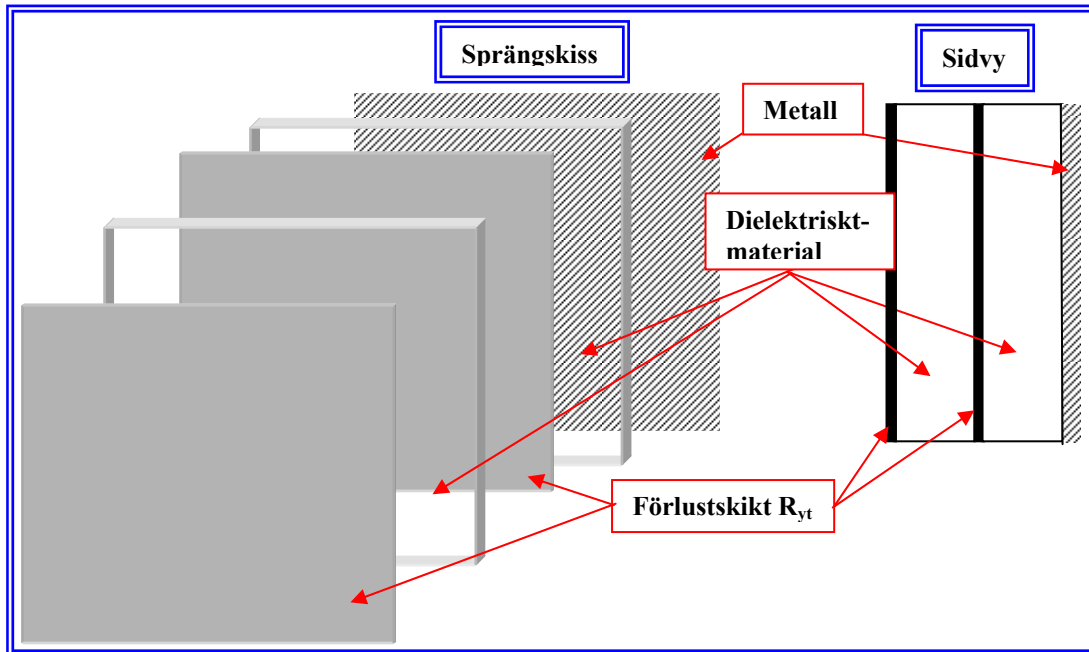 Sprängskiss
Sidvy
Metall
Dielektriskt-
material
Förlustskikt Ryt